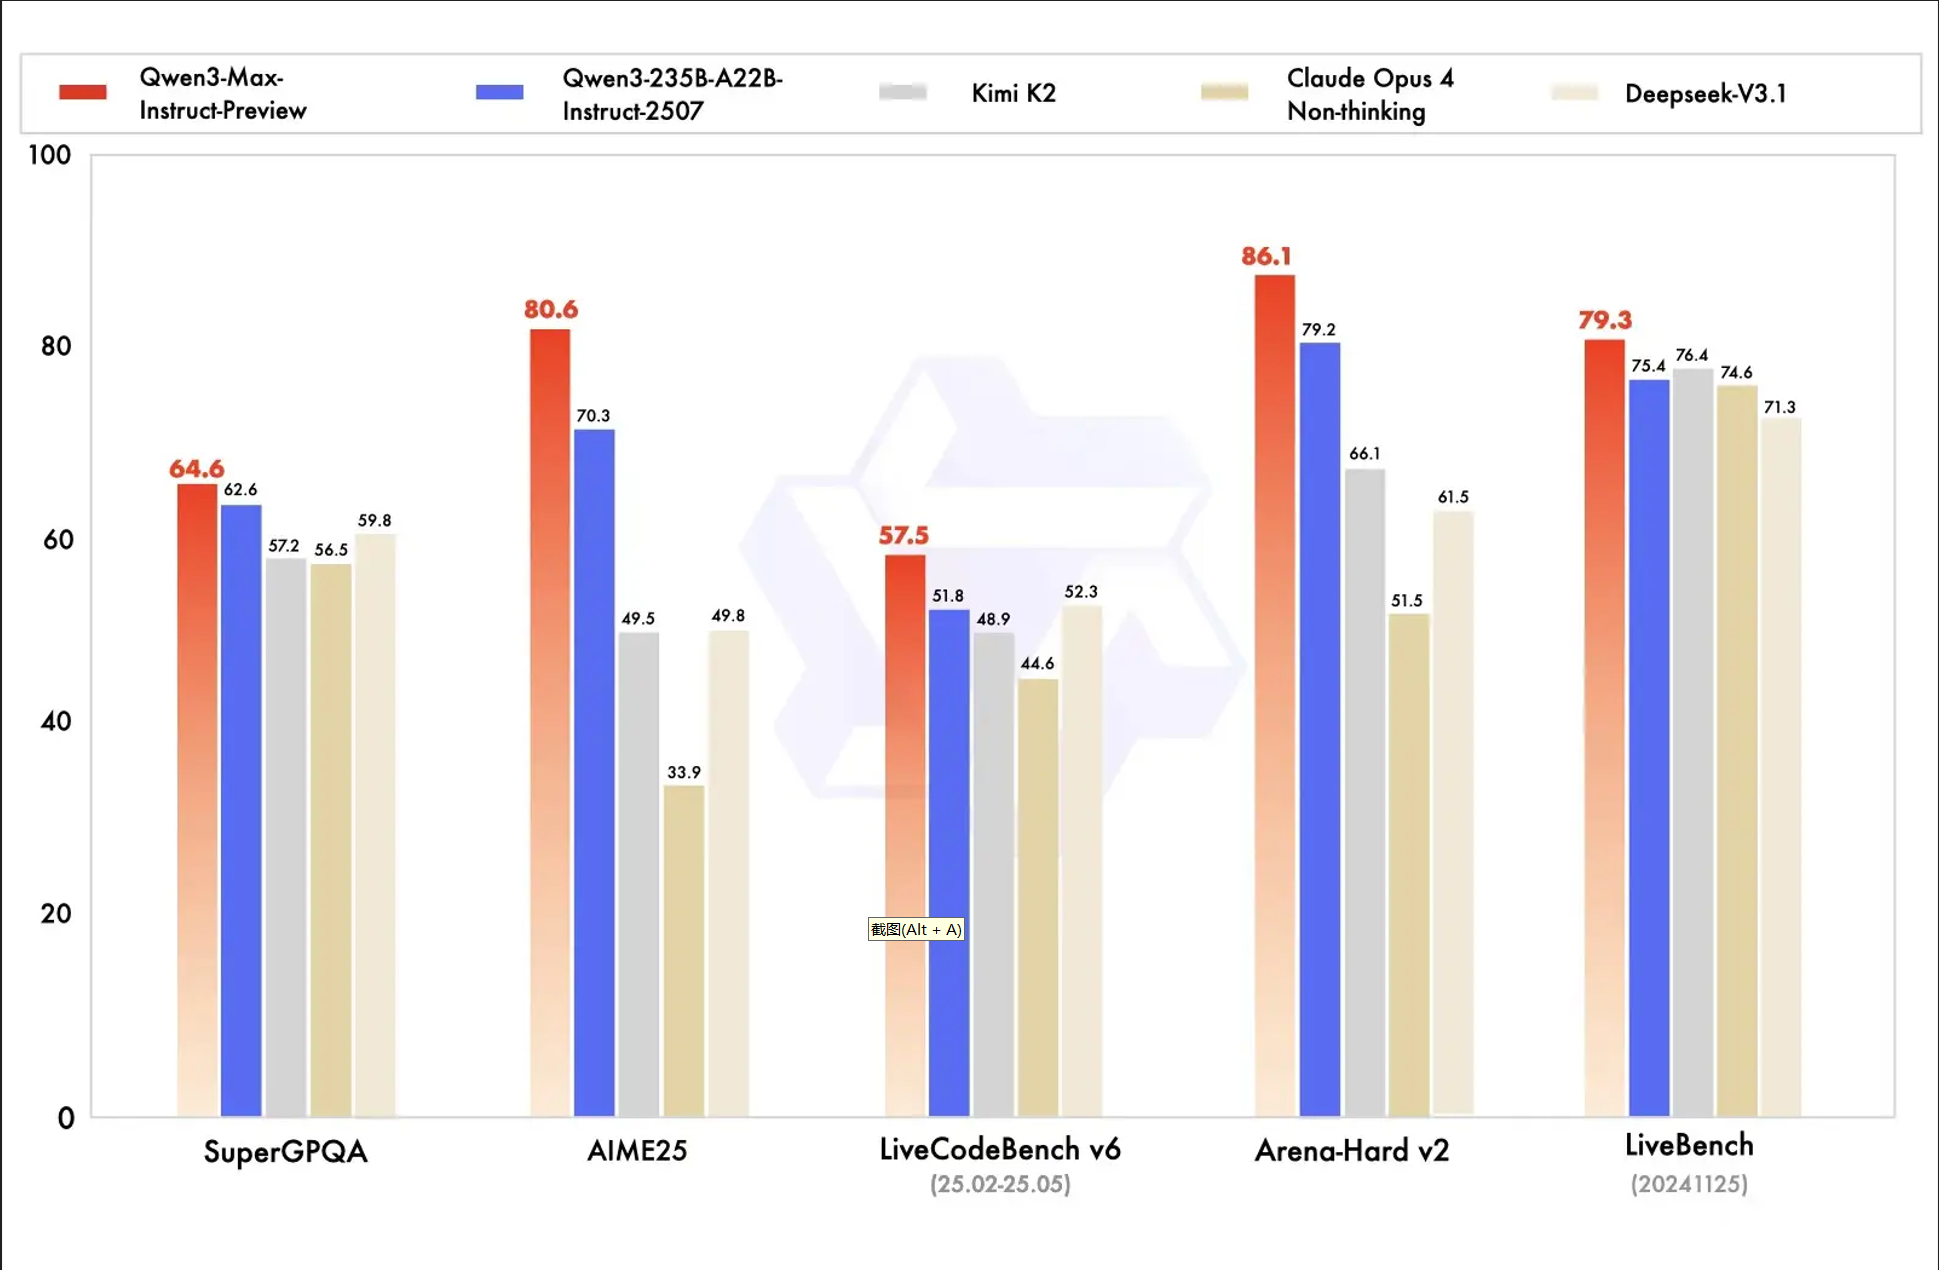 Qwen3-Max-
Instruct-Preview
Qwen3-235B-A22B-
Instruct-2507
Kimi K2
Claude Opus 4
Non-thinking
Deepseek-V3.1
100
80
60
40
20
0
64.6
62.6
57.2
56.5
59.8
80.6
70.3
49.5
33.9
49.8
57.5
51.8
48.9
44.6
52.3
86.1
79.2
66.1
51.5
61.5
79.3
75.4
76.4
74.6
71.3
截图(Alt + A)
SuperGPQA
AIME25
LiveCodeBench v6
(25.02-25.05)
Arena-Hard v2
LiveBench
(20241125)